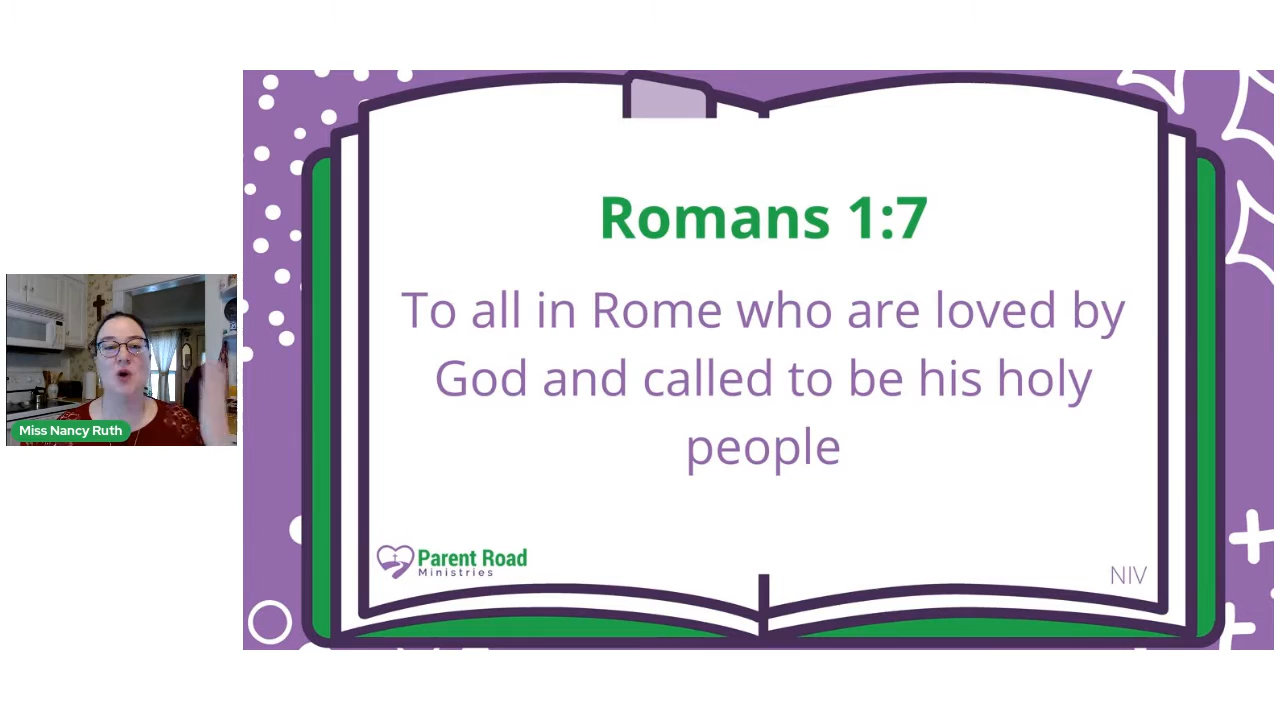 Romans 1:7
To all in Rome who are loved by
God and called to be his holy
people
Miss Nancy Ruth
Parent Road
Ministries
NIV